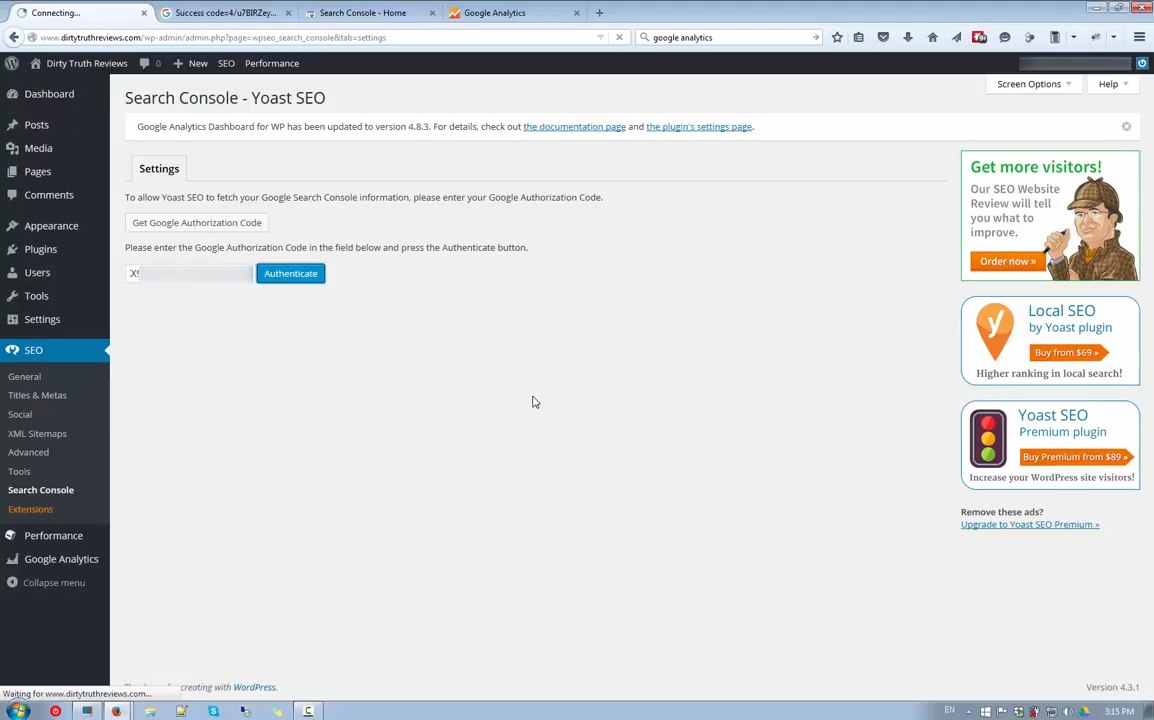 Connecting...
Success code=4/u7BIRZey...
Search Console - Home
Google Analytics
www.dirtytruthreviews.com/wp-admin/admin.php?page=wpseo_search_console&tab=settings
google analytics
Dirty Truth Reviews
0
New
SEO
Performance
Screen Options
Help
Dashboard
Posts
Media
Pages
Comments
Appearance
Plugins
Users
Tools
Settings
SEO
General
Titles & Metas
Social
XML Sitemaps
Advanced
Tools
Search Console
Extensions
Performance
Google Analytics
Collapse menu
Search Console - Yoast SEO
Google Analytics Dashboard for WP has been updated to version 4.8.3. For details, check out the documentation page and the plugin's settings page.
Settings
To allow Yoast SEO to fetch your Google Search Console information, please enter your Google Authorization Code.
Get Google Authorization Code
Please enter the Google Authorization Code in the field below and press the Authenticate button.
Authenticate
Get more visitors!
Our SEO Website
Review will tell
you what to
improve.
Order now »
Local SEO
by Yoast plugin
Buy from $69 »
Higher ranking in local search!
Yoast SEO
Premium plugin
Buy Premium from $89 »
Increase your WordPress site visitors!
Remove these ads?
Upgrade to Yoast SEO Premium »
creating with WordPress.
Version 4.3.1
Waiting for www.dirtytruthreviews.com...
EN
3:15 PM